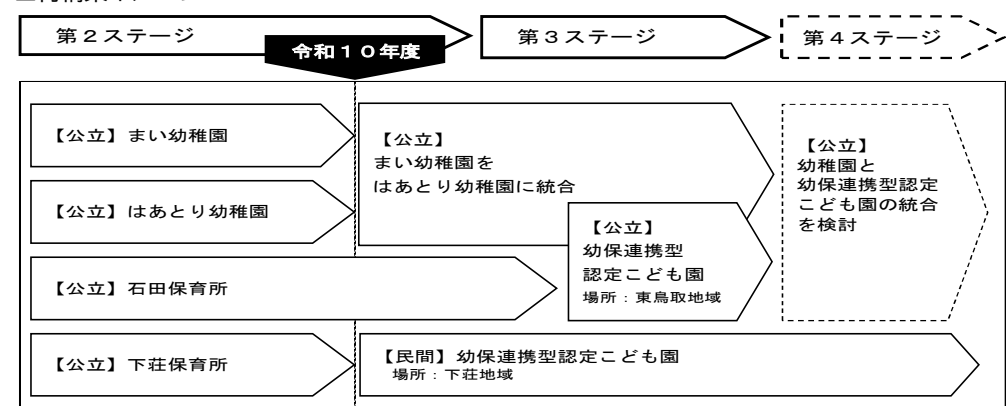 第２ステージ
令和１０年度
第３ステージ
第４ステージ
【公立】まい幼稚園
【公立】はあとり幼稚園
【公立】石田保育所
【公立】下荘保育所
【公立】
まい幼稚園を
はあとり幼稚園に統合
【公立】
幼保連携型
認定こども園
場所：東鳥取地域
【公立】
幼稚園と
幼保連携型認定
こども園の統合
を検討
【民間】幼保連携型認定こども園
場所：下荘地域